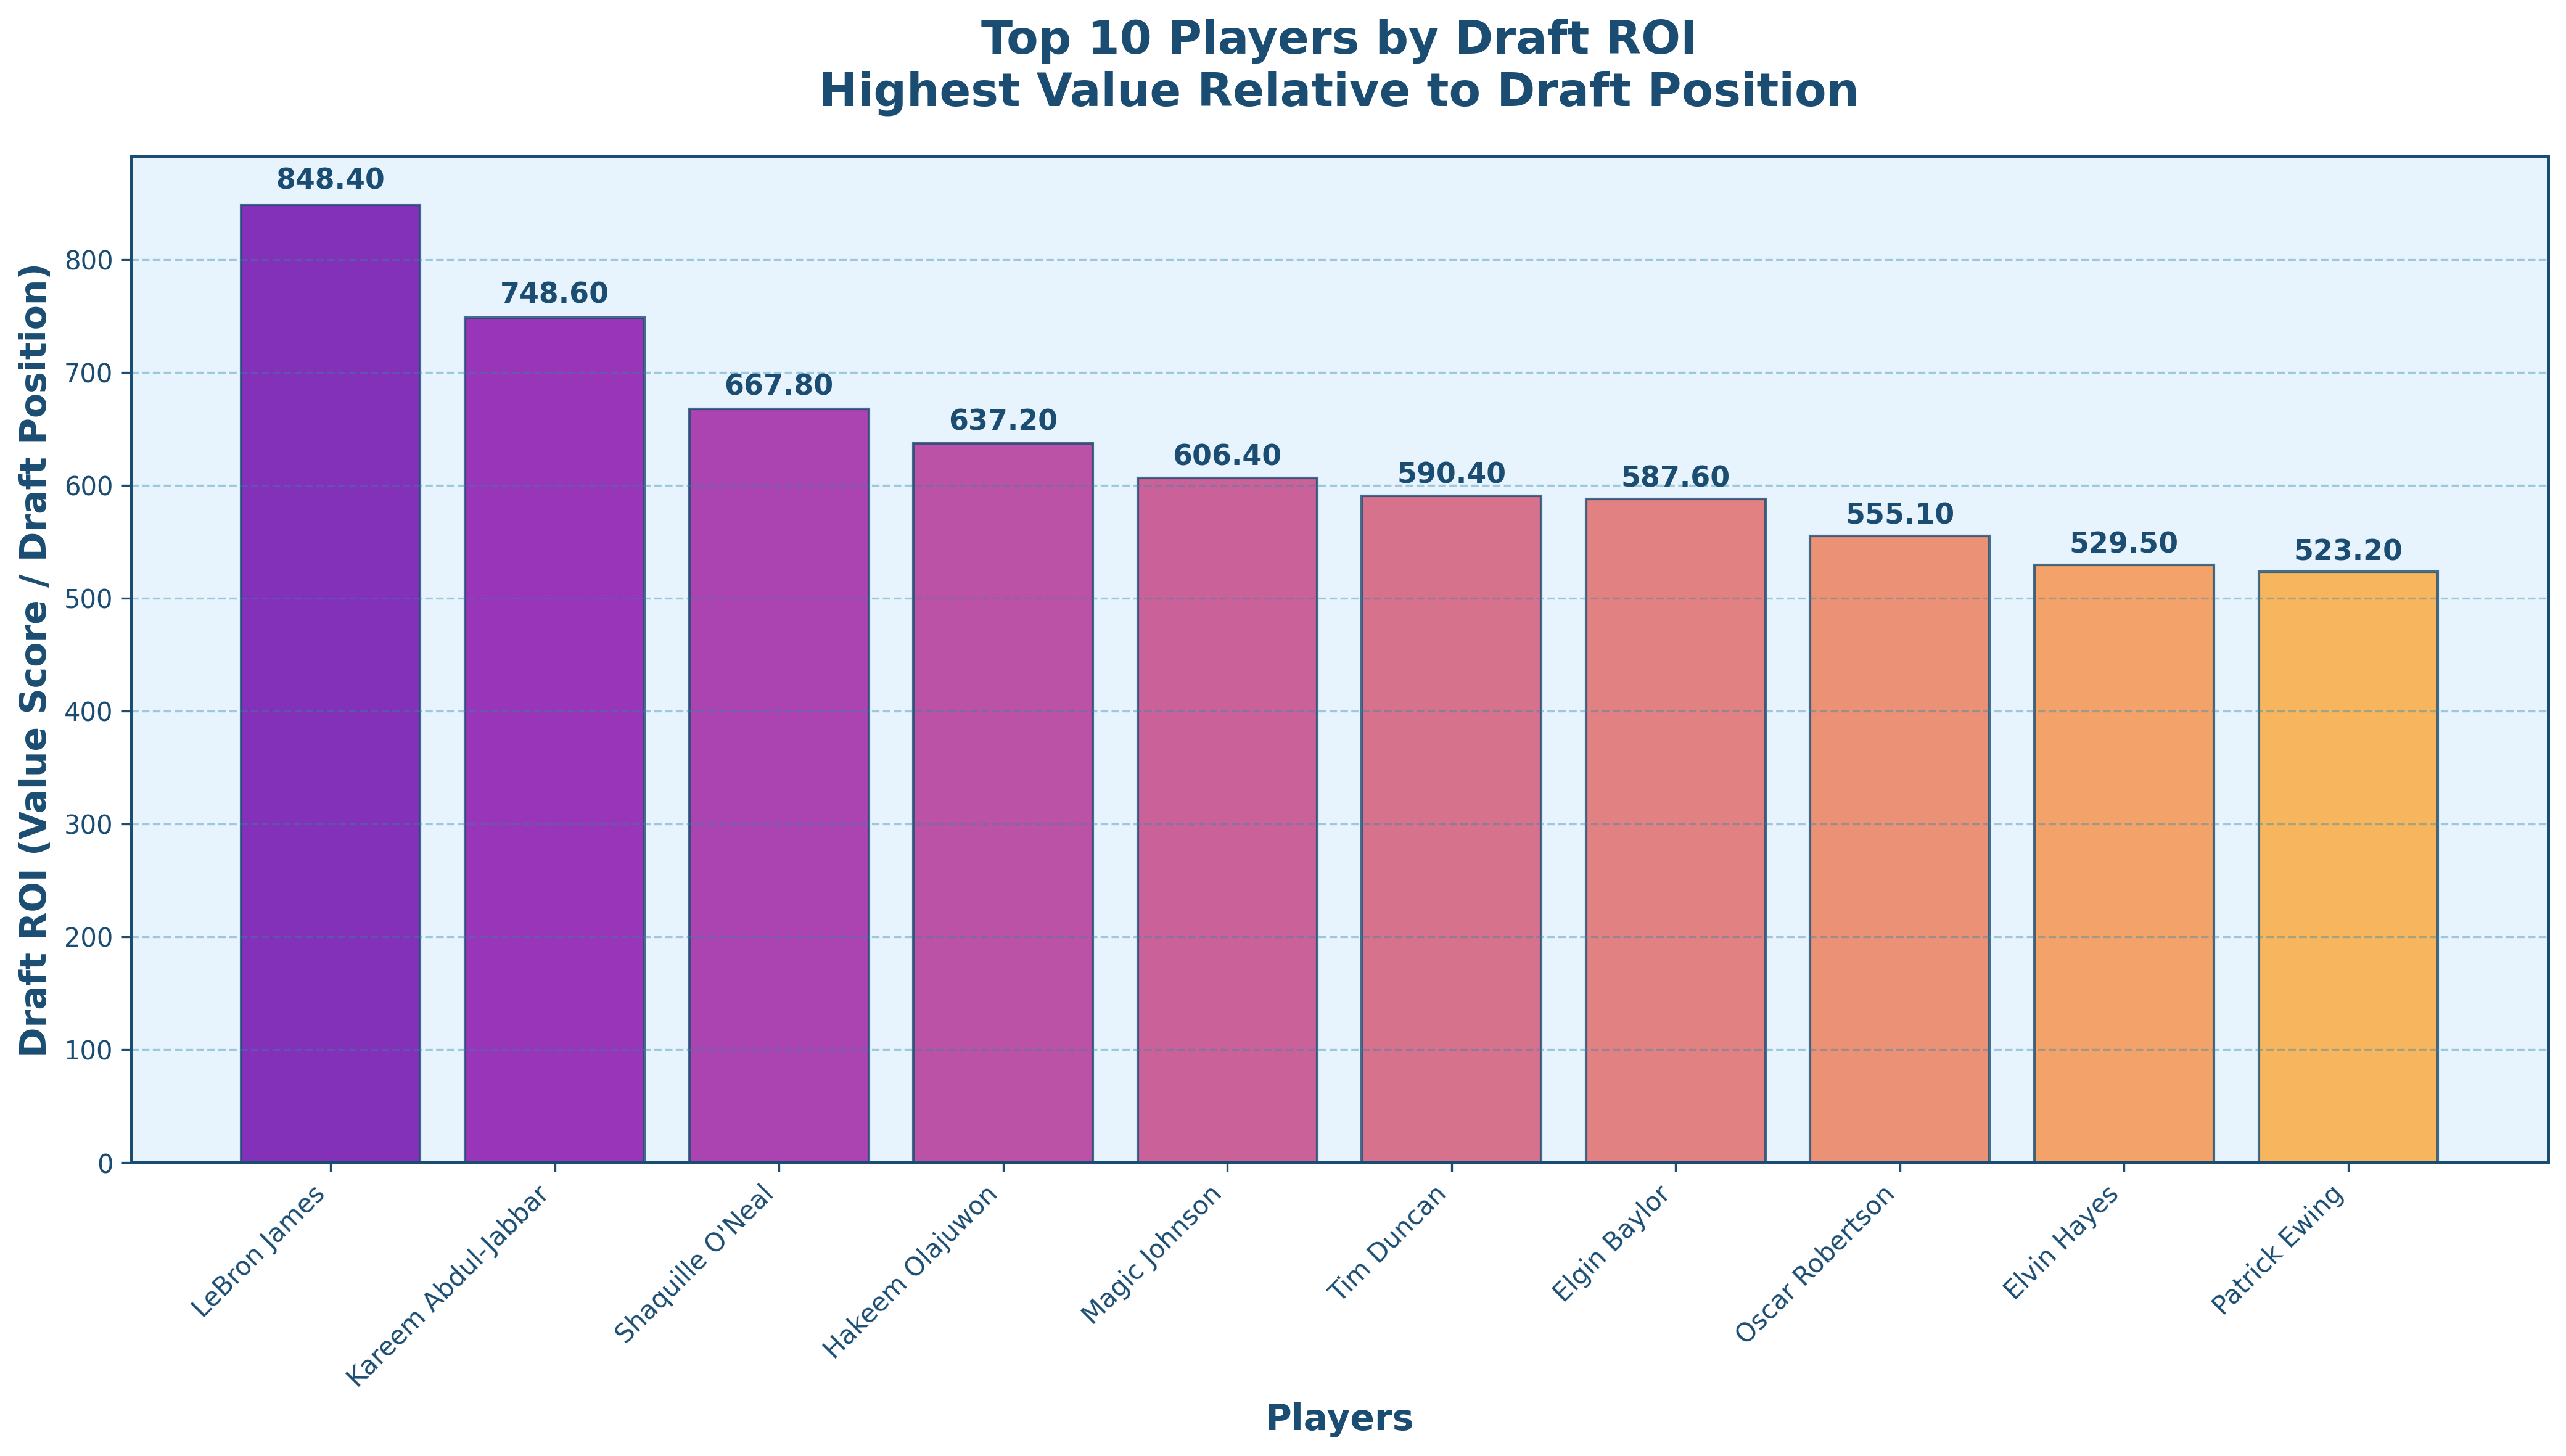 Top 10 Players by Draft ROI
Highest Value Relative to Draft Position
Draft ROI (Value Score / Draft Position)
800
700
600
500
400
300
200
100
0
848.40
748.60
667.80
637.20
606.40
590.40
587.60
555.10
529.50
523.20
LeBron James
Kareem Abdul-Jabbar
Shaquille O'Neal
Hakeem Olajuwon
Magic Johnson
Tim Duncan
Elgin Baylor
Oscar Robertson
Elvin Hayes
Patrick Ewing
Players